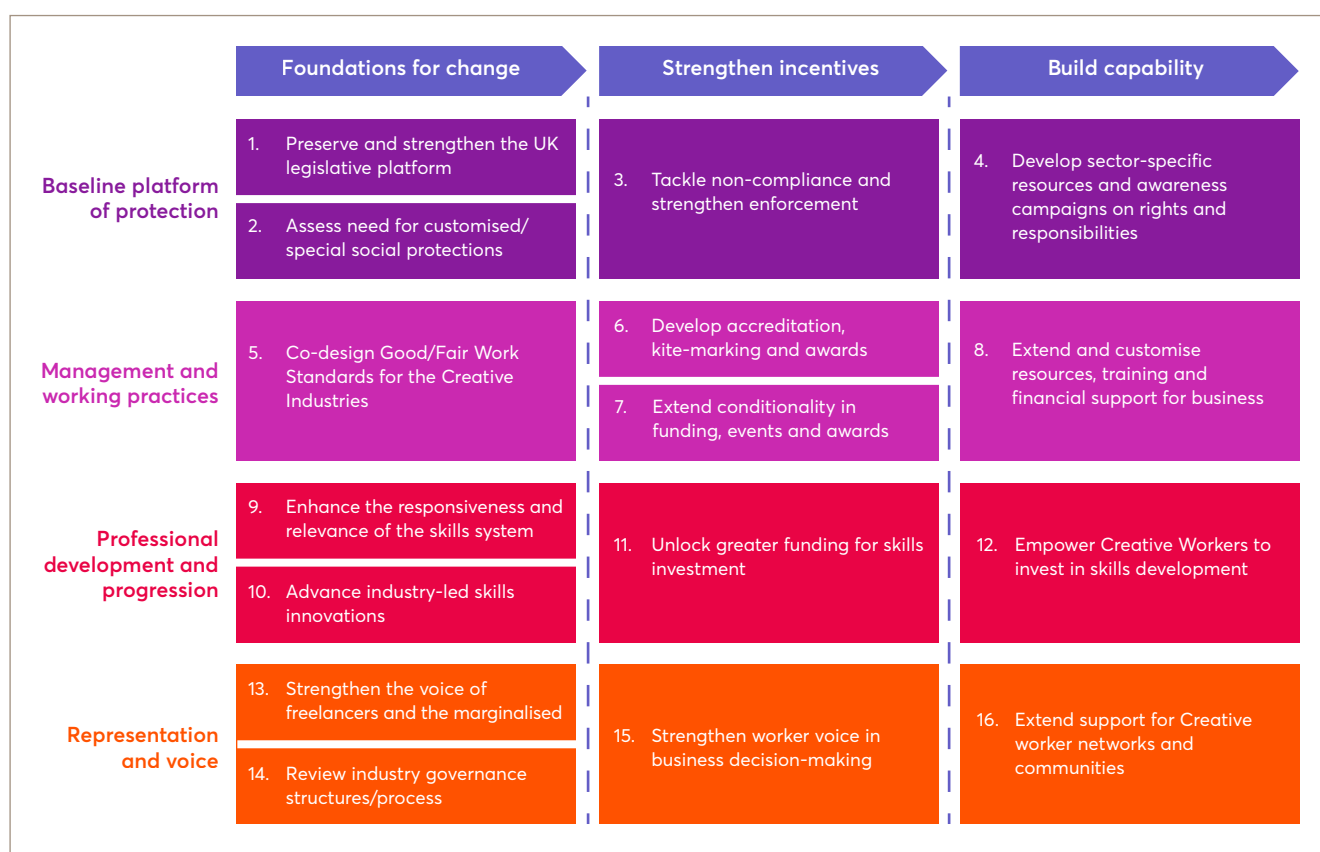 Foundations for change
Strengthen incentives
Build capability
Baseline platform
of protection
1. Preserve and strengthen the UK
legislative platform
2. Assess need for customised/
special social protections
3. Tackle non-compliance and
strengthen enforcement
4. Develop sector-specific
resources and awareness
campaigns on rights and
responsibilities
Management and
working practices
5. Co-design Good/Fair Work
Standards for the Creative
Industries
6. Develop accreditation,
kite-marking and awards
7. Extend conditionality in
funding, events and awards
8. Extend and customise
resources, training and
financial support for business
Professional
development and
progression
9. Enhance the responsiveness and
relevance of the skills system
10. Advance industry-led skills
innovations
11. Unlock greater funding for skills
investment
12. Empower Creative Workers to
invest in skills development
Representation
and voice
13. Strengthen the voice of
freelancers and the marginalised
14. Review industry governance
structures/process
15. Strengthen worker voice in
business decision-making
16. Extend support for Creative
worker networks and
communities